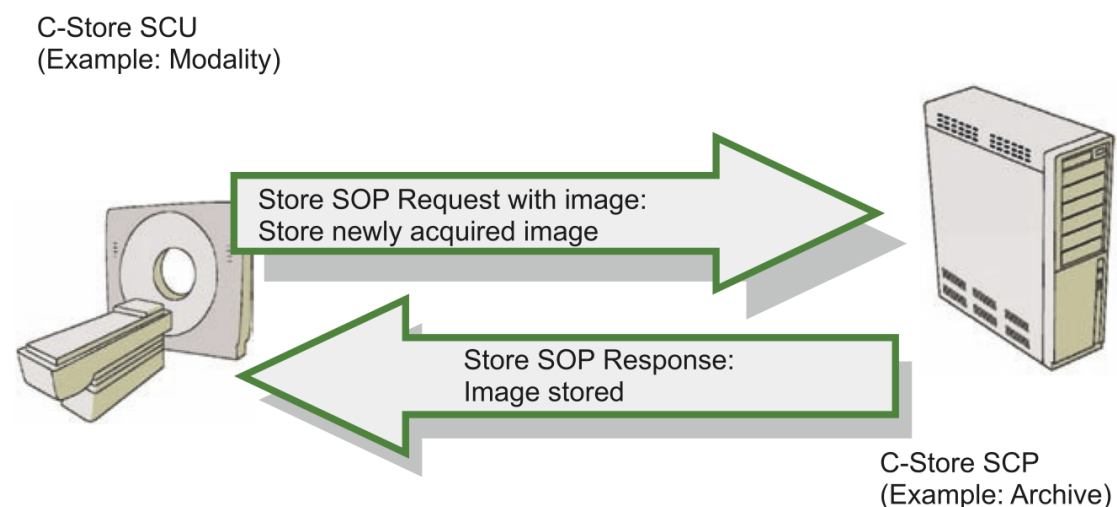 C-Store SCU
(Example: Modality)
Store SOP Request with image:
Store newly acquired image
Store SOP Response:
Image stored
C-Store SCP
(Example: Archive)